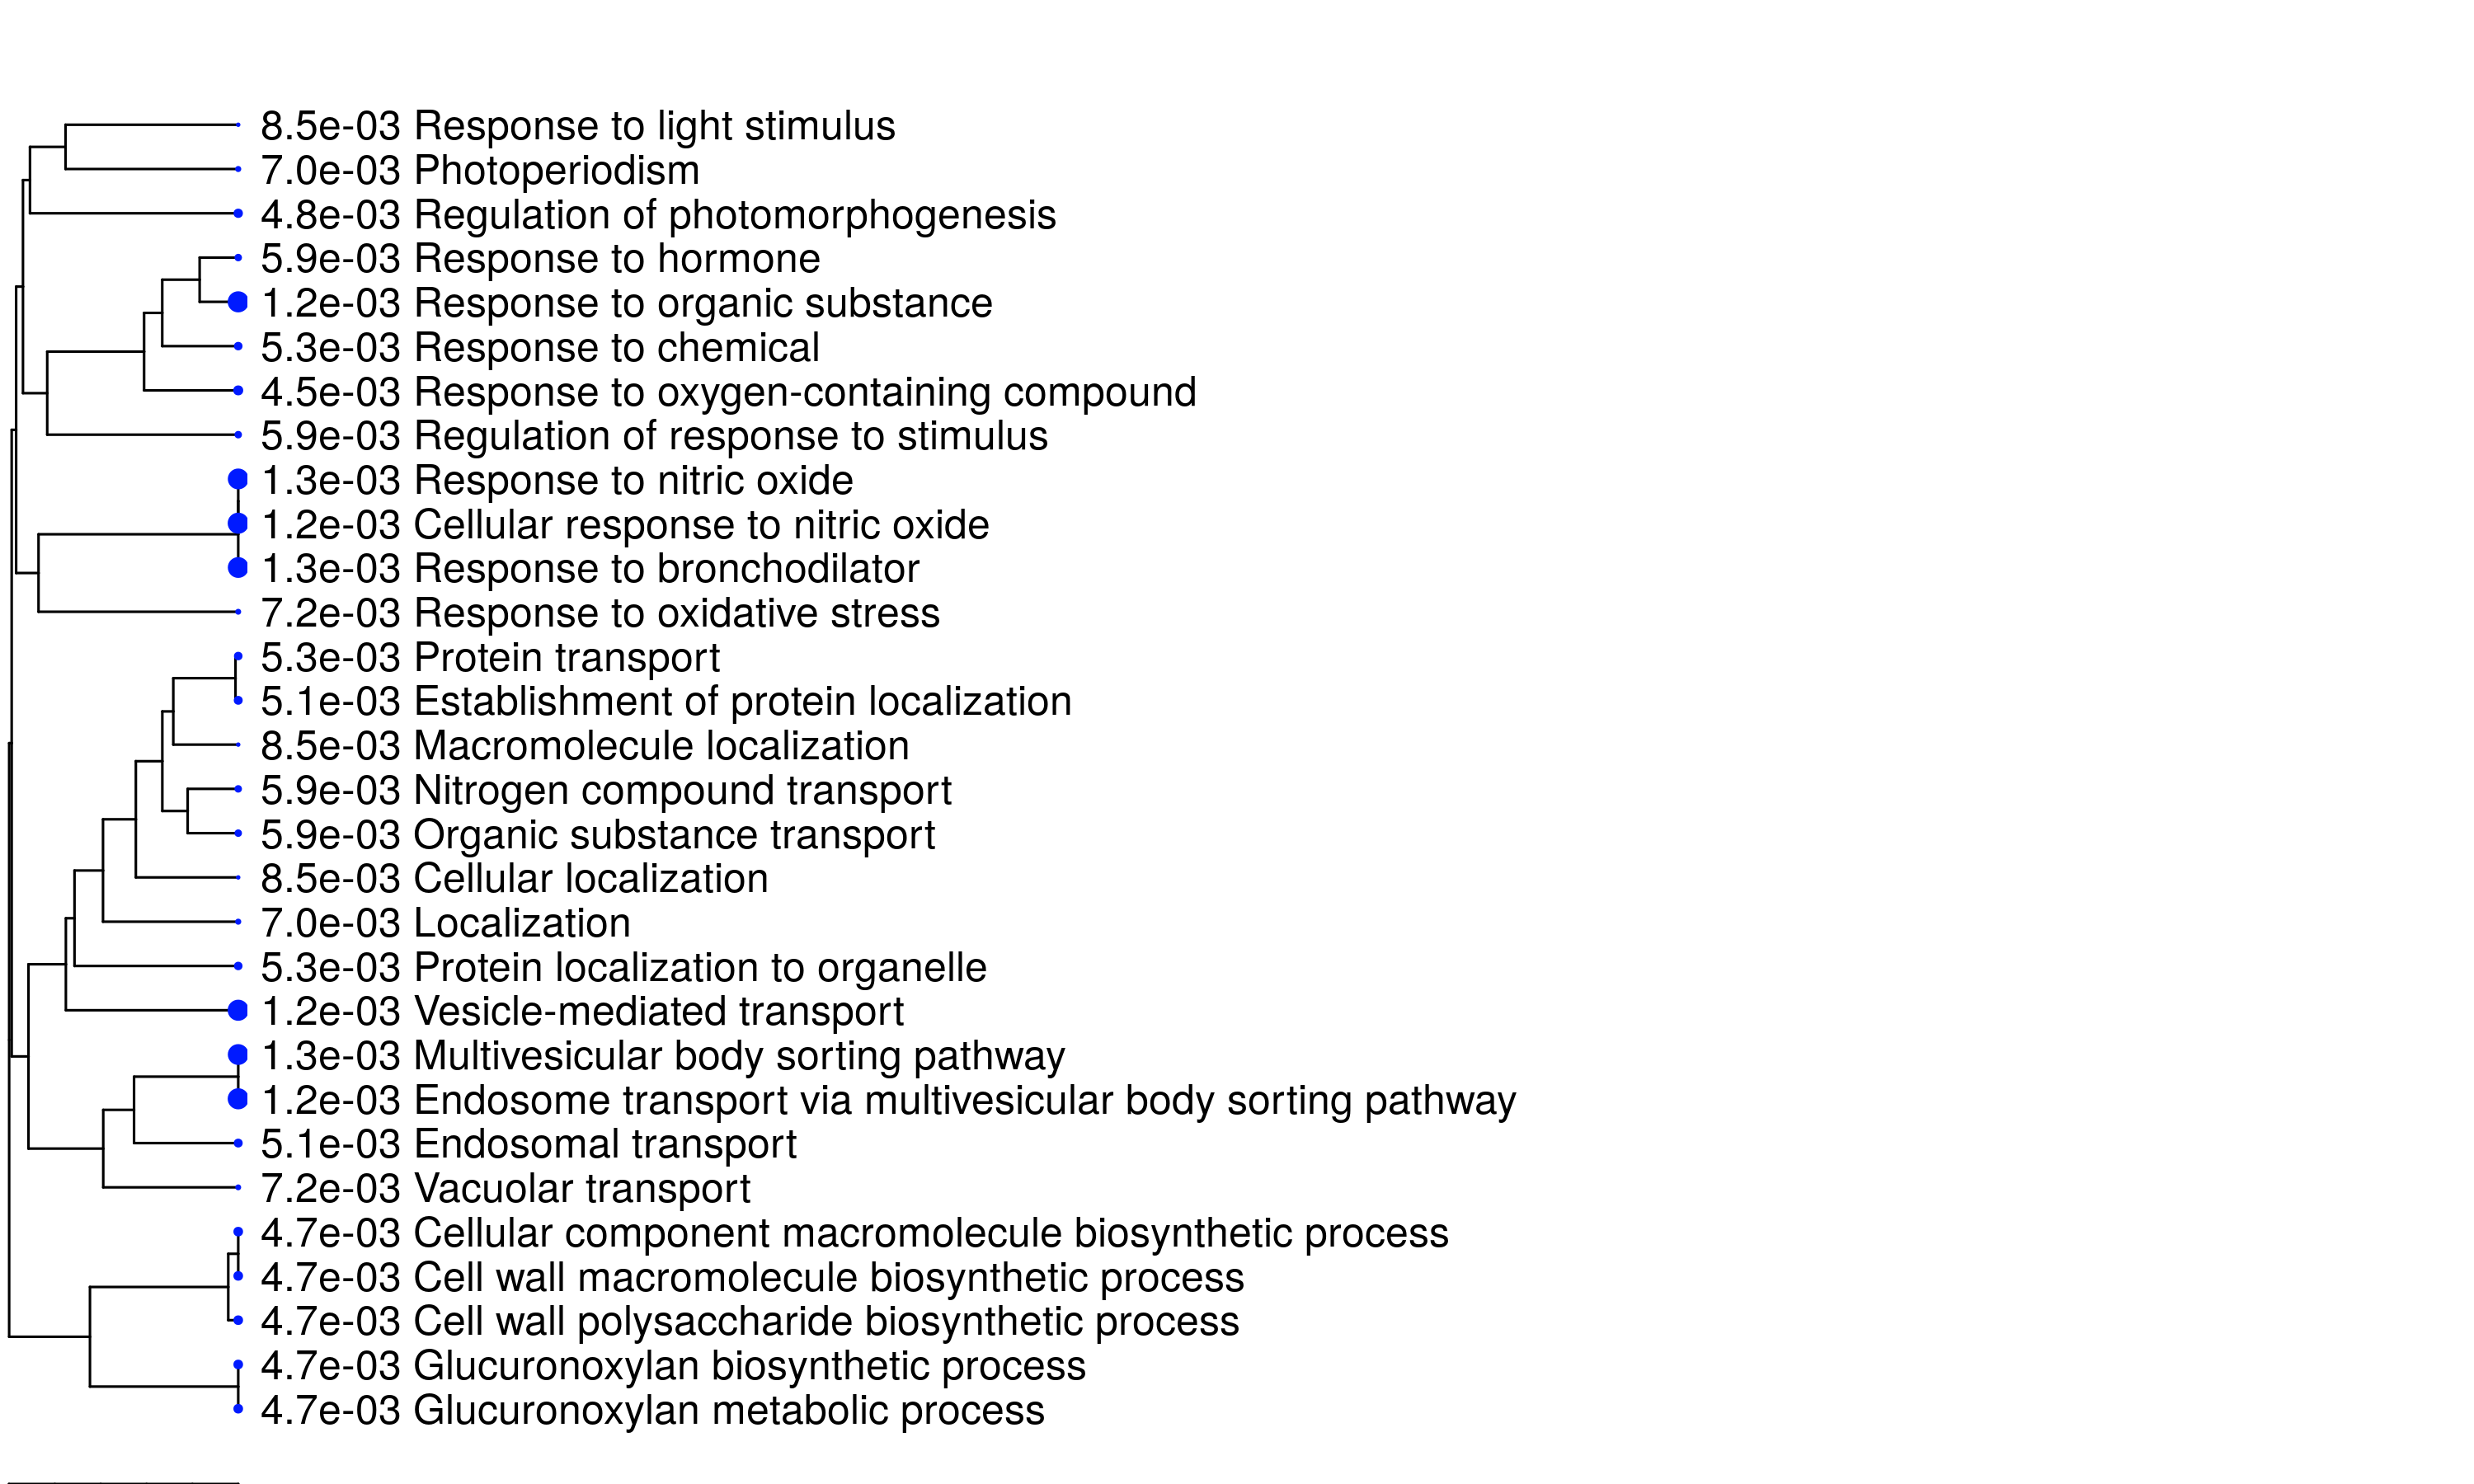 8.5e-03 Response to light stimulus
7.0e-03 Photoperiodism
4.8e-03 Regulation of photomorphogenesis
5.9e-03 Response to hormone
1.2e-03 Response to organic substance
5.3e-03 Response to chemical
4.5e-03 Response to oxygen-containing compound
5.9e-03 Regulation of response to stimulus
1.3e-03 Response to nitric oxide
1.2e-03 Cellular response to nitric oxide
1.3e-03 Response to bronchodilator
7.2e-03 Response to oxidative stress
5.3e-03 Protein transport
5.1e-03 Establishment of protein localization
8.5e-03 Macromolecule localization
5.9e-03 Nitrogen compound transport
5.9e-03 Organic substance transport
8.5e-03 Cellular localization
7.0e-03 Localization
5.3e-03 Protein localization to organelle
1.2e-03 Vesicle-mediated transport
1.3e-03 Multivesicular body sorting pathway
1.2e-03 Endosome transport via multivesicular body sorting pathway
5.1e-03 Endosomal transport
7.2e-03 Vacuolar transport
4.7e-03 Cellular component macromolecule biosynthetic process
4.7e-03 Cell wall macromolecule biosynthetic process
4.7e-03 Cell wall polysaccharide biosynthetic process
4.7e-03 Glucuronoxylan biosynthetic process
4.7e-03 Glucuronoxylan metabolic process